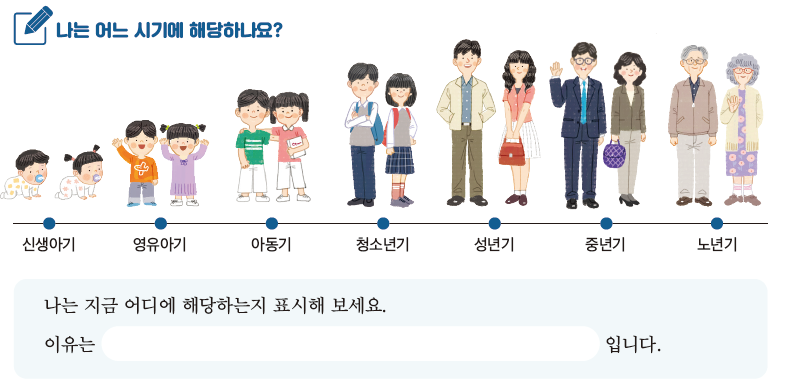 나는 어느 시기에 해당하나요?
신생아기 영유아기 아동기 청소년기 성년기 중년기 노년기
나는 지금 어디에 해당하는지 표시해 보세요.
이유는 입니다.